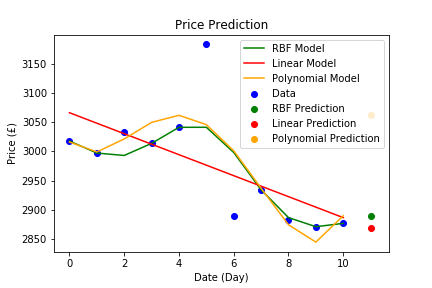 Price Prediction
RBF Model
Linear Model
Polynomial Model
Data
RBF Prediction
Linear Prediction
Polynomial Prediction
Price (£)
3150
3100
3050
3000
2950
2900
2850
0 2 4 6 8 10
Date (Day)